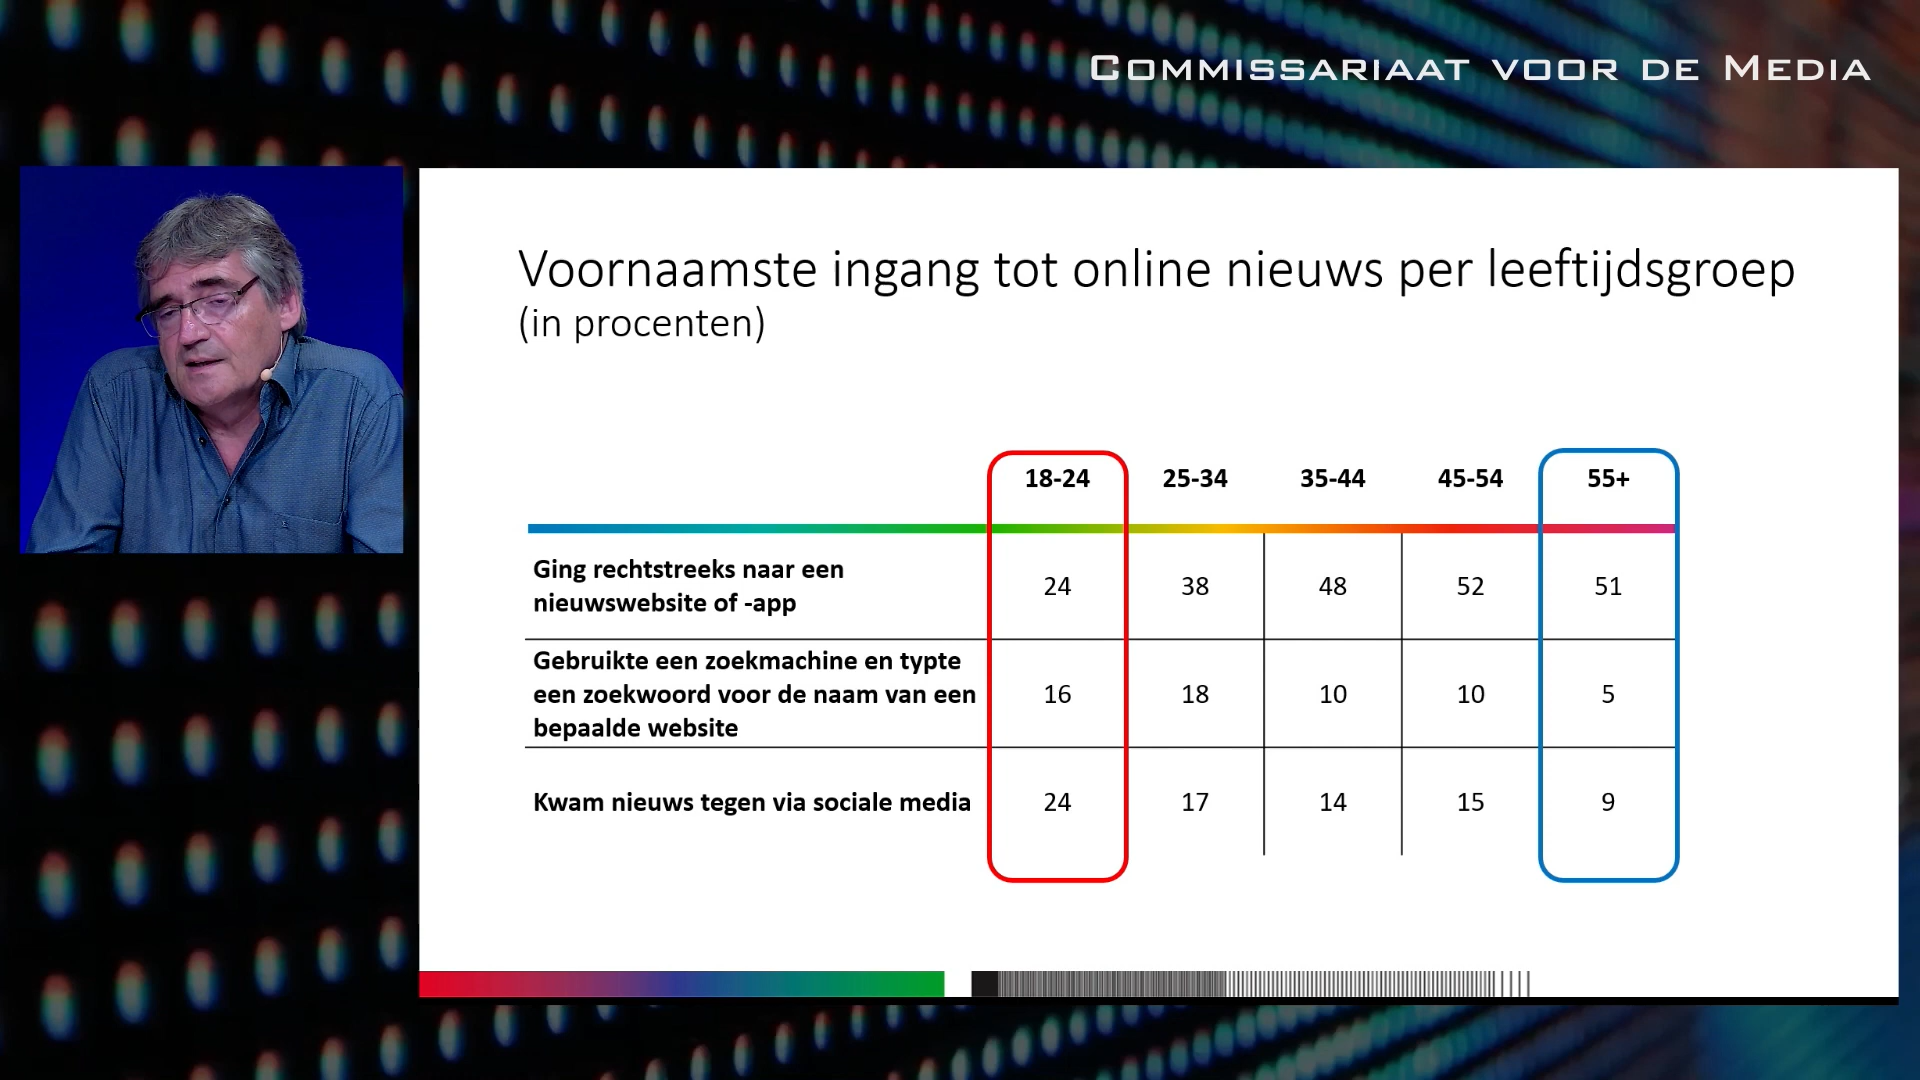 COMMISSARIAAT VOOR DE MEDIA
Voornaamste ingang tot online nieuws per leeftijdsgroep
(in procenten)
18-24 25-34 35-44 45-54 55+
Ging rechtstreeks naar een
nieuwswebsite of -app
24 38 48 52 51
Gebruikte een zoekmachine en typte
een zoekwoord voor de naam van een
bepaalde website
16 18 10 10 5
Kwam nieuws tegen via sociale media
24 17 14 15 9